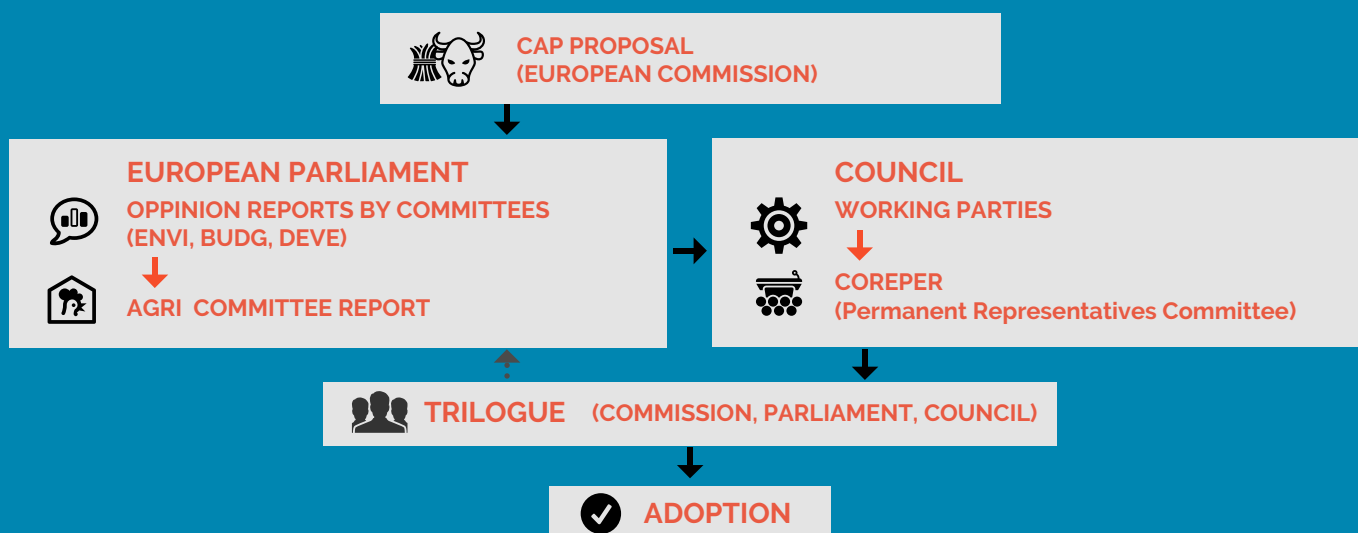 CAP PROPOSAL
(EUROPEAN COMMISSION)
EUROPEAN PARLIAMENT
OPPINION REPORTS BY COMMITTEES
(ENVI, BUDG, DEVE)
AGRI COMMITTEE REPORT
COUNCIL
WORKING PARTIES
COREPER
(Permanent Representatives Committee)
TRILOGUE (COMMISSION, PARLIAMENT, COUNCIL)
ADOPTION